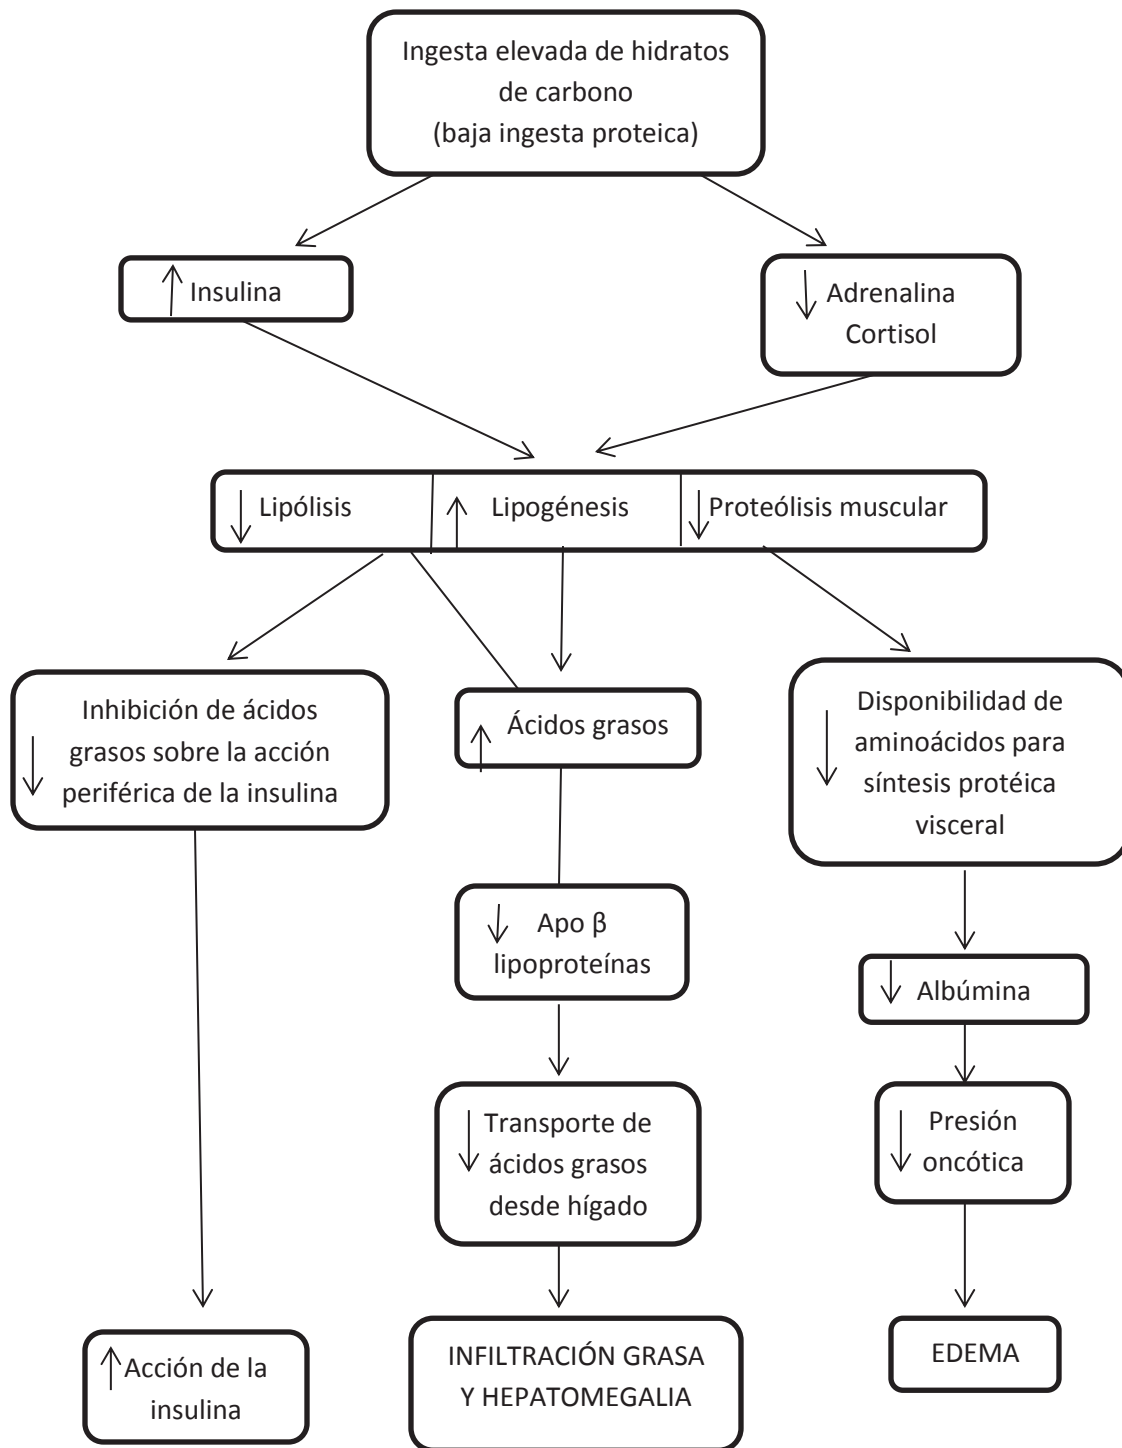 Ingesta elevada de hidratos
de carbono
(baja ingesta proteica)
Insulina
Adrenalina
Cortisol
Lipólisis
Lipogénesis
Proteólisis muscular
Inhibición de ácidos
grasos sobre la acción
periférica de la insulina
Ácidos grasos
Disponibilidad de
aminoácidos para
síntesis protéica
visceral
Apo β
lipoproteínas
Albúmina
Transporte de
ácidos grasos
desde hígado
Presión
oncótica
Acción de la
insulina
INFILTRACIÓN GRASA
Y HEPATOMEGALIA
EDEMA